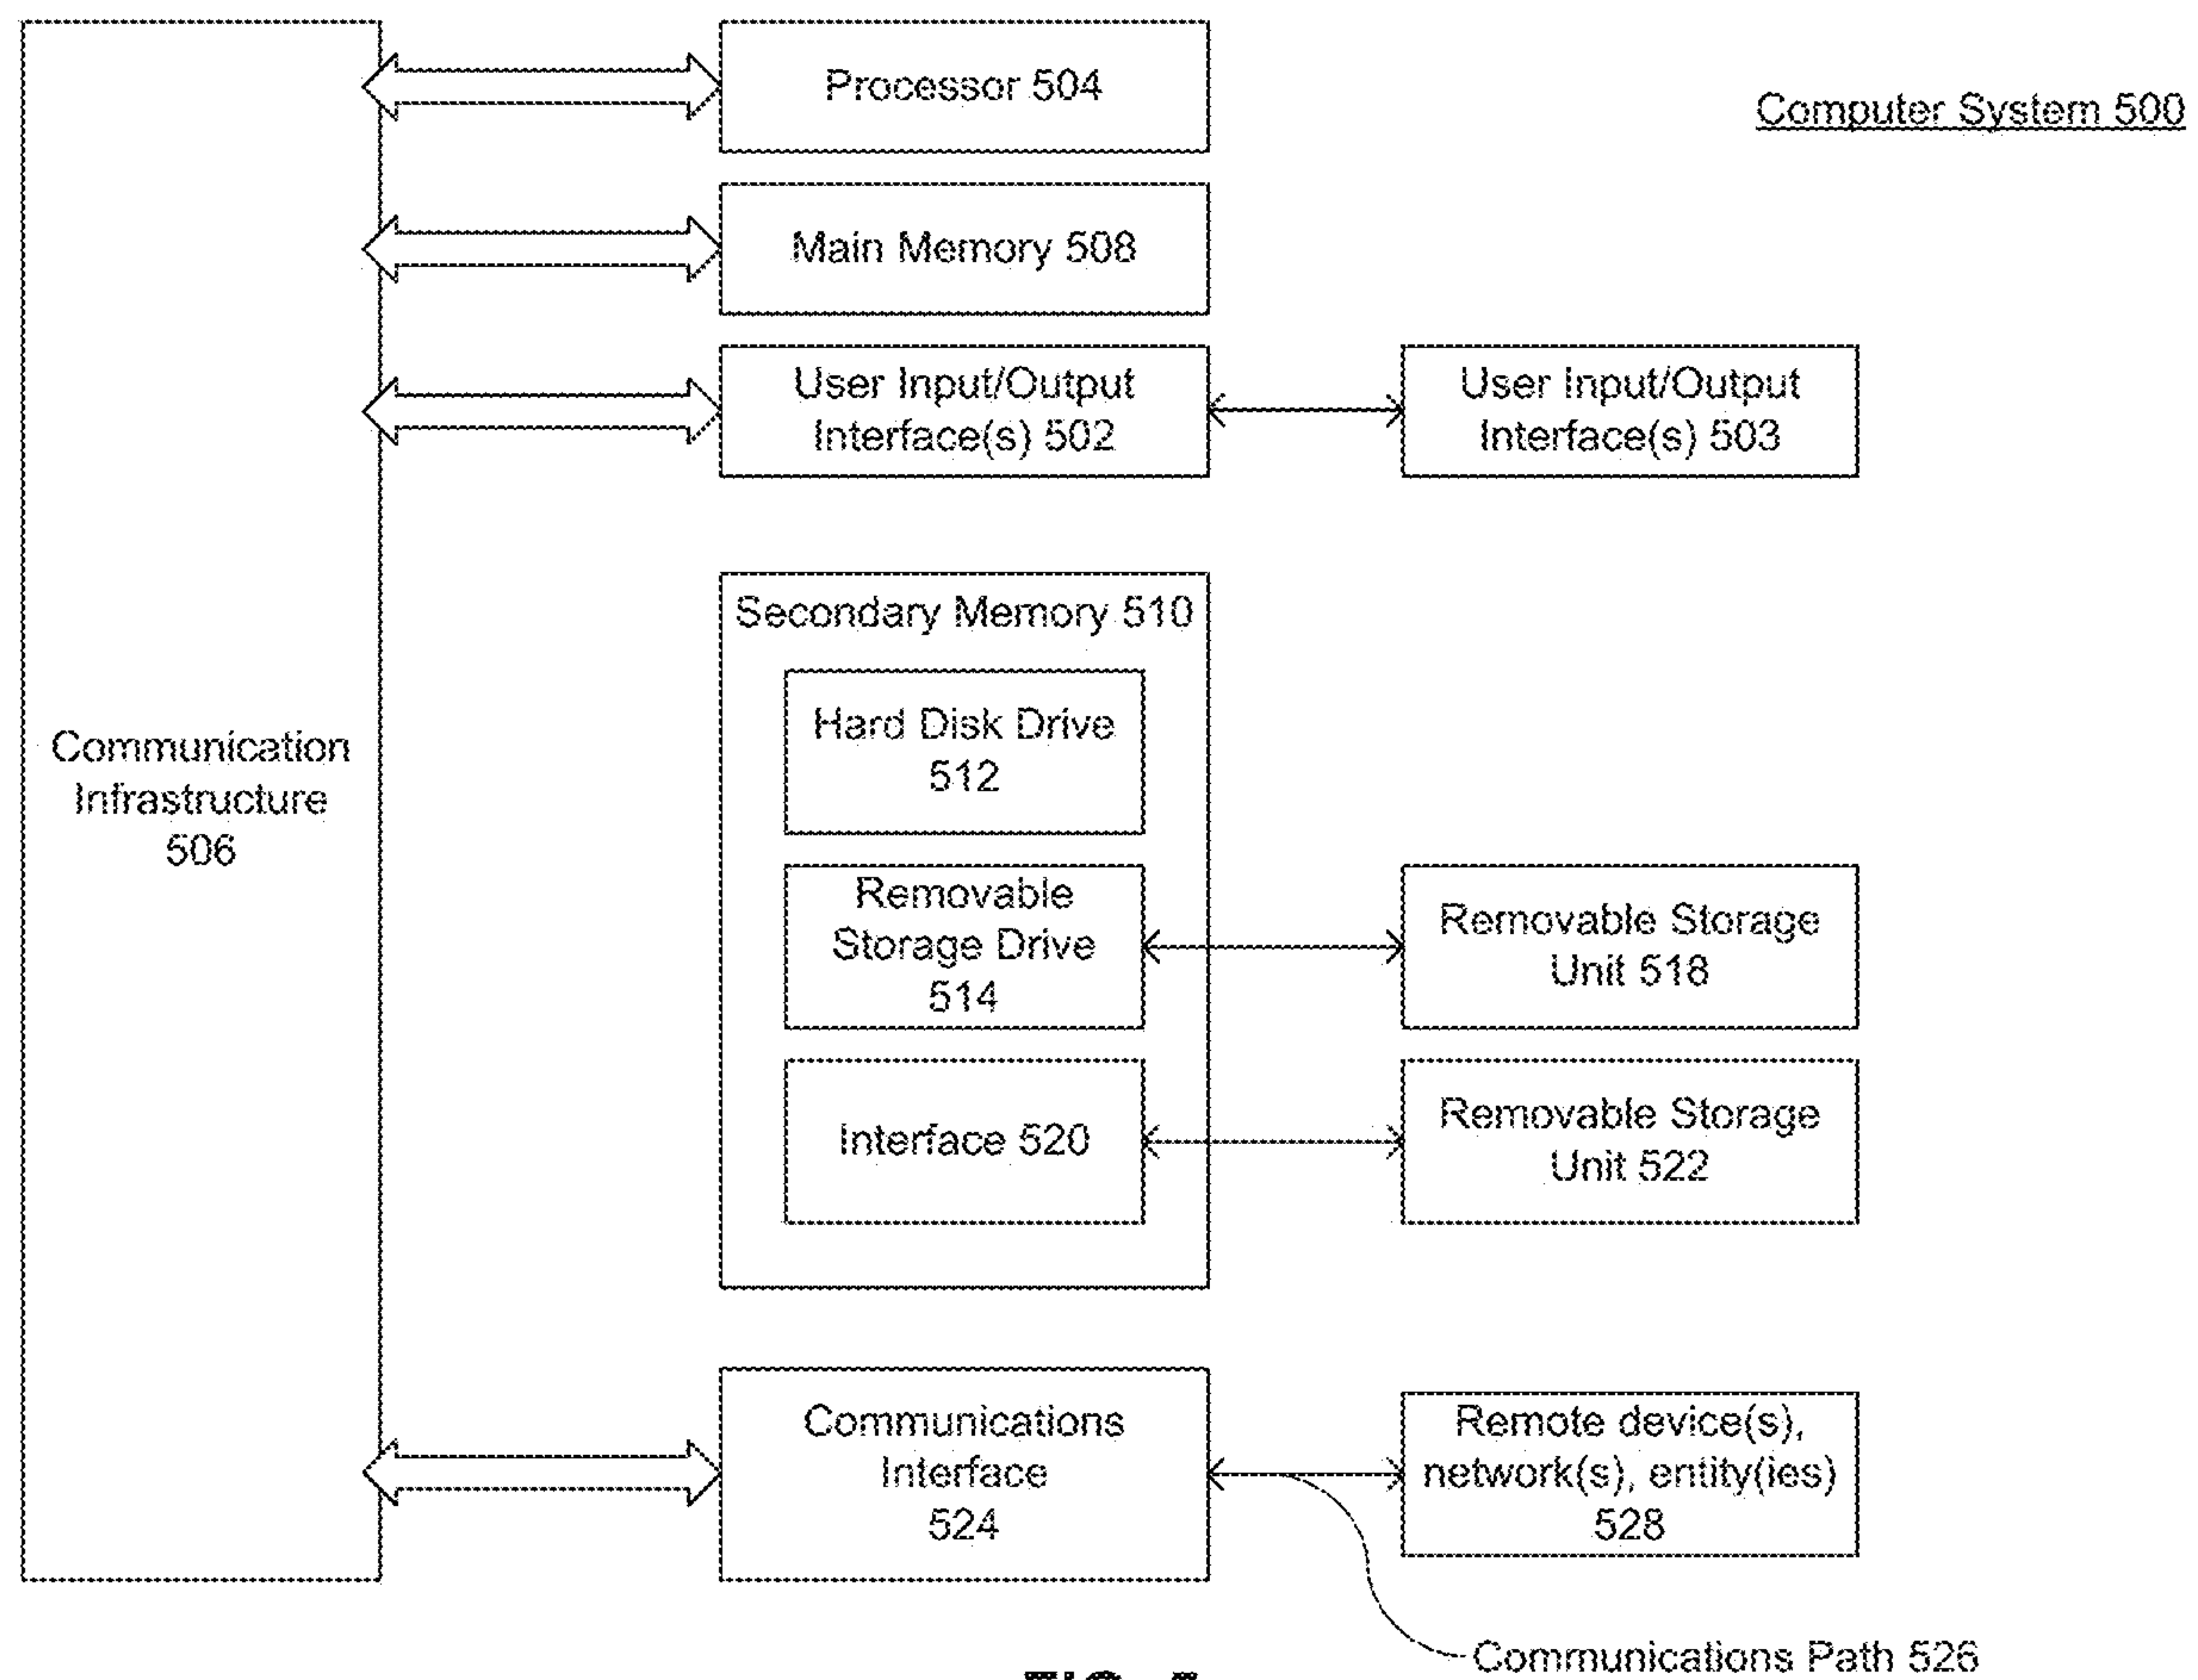 Processor 504
Computer System 500
Main Memory 508
User Input/Output
Interface(s) 502
User Input/Output
Interface(s) 503
Secondary Memory 510
Hard Disk Drive
512
Communication
Infrastructure
506
Removable
Storage Drive
514
Removable Storage
Unit 518
Interface 520
Removable Storage
Unit 522
Communications
Interface
524
Remote device(s),
network(s), entity(ies)
528
Communications Path 526